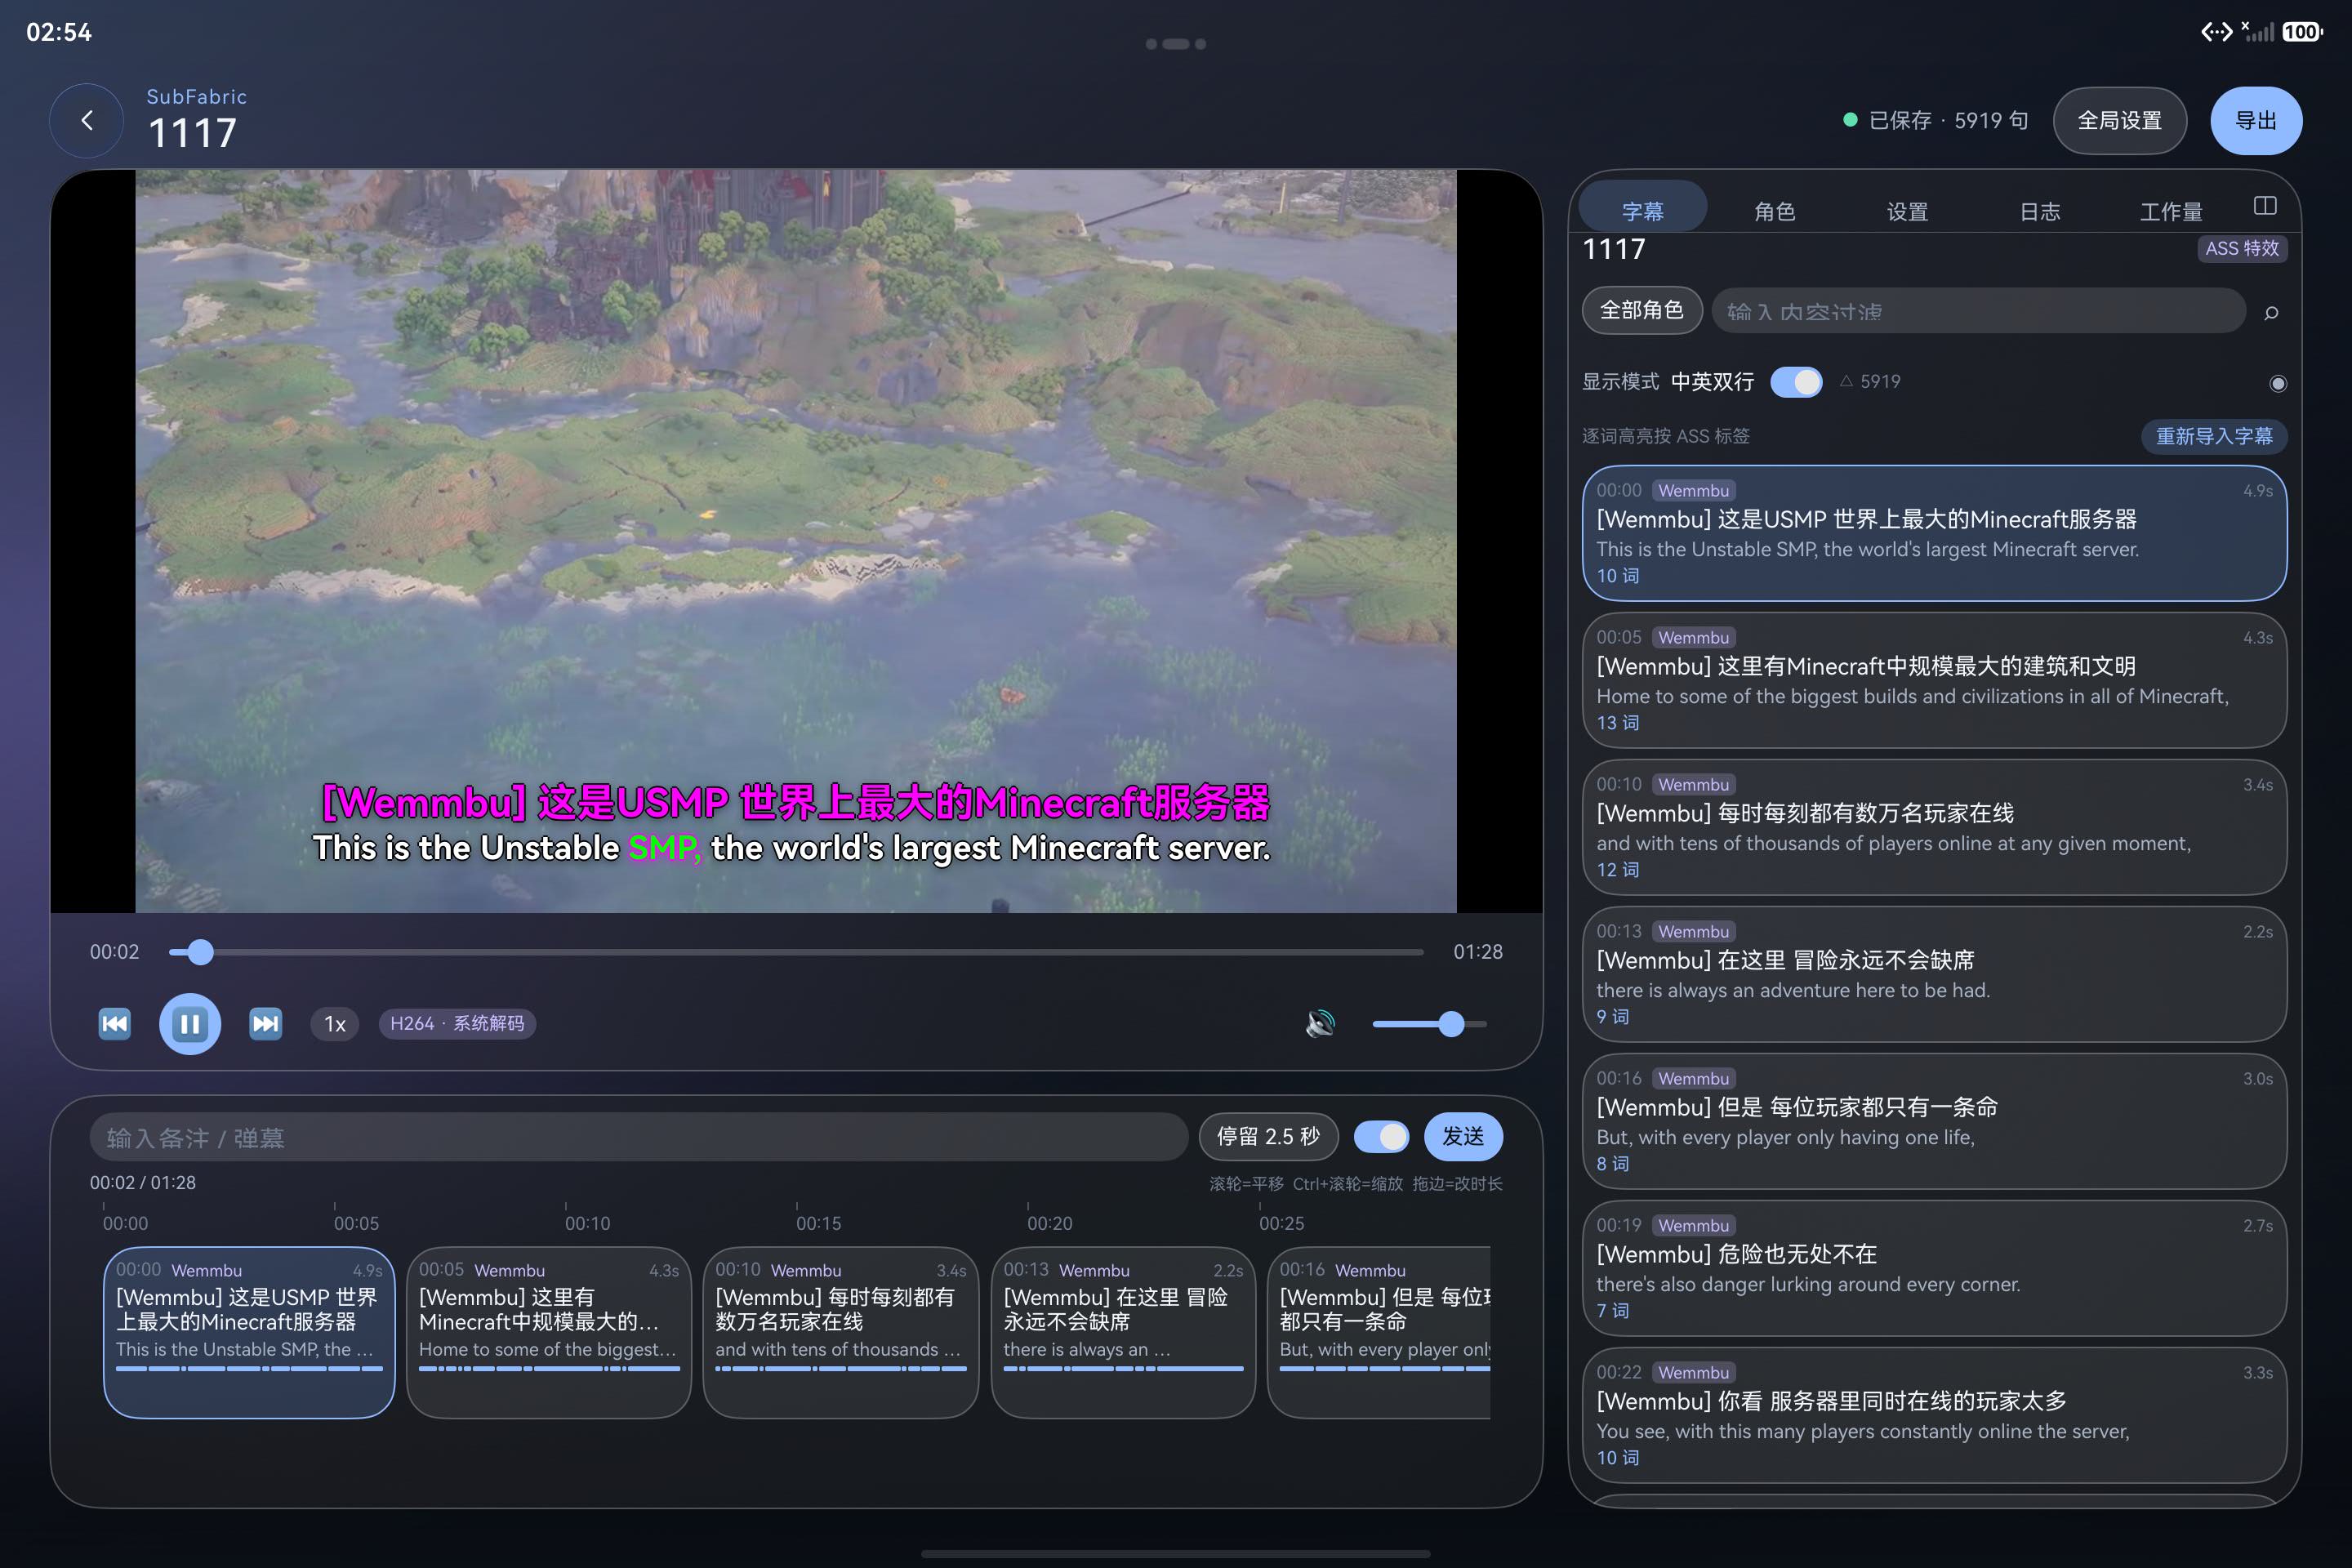 02:54
100
SubFabric
1117
已保存 · 5919 句
全局设置
导出
[Wemmbu] 这是USMP 世界上最大的Minecraft服务器
This is the Unstable SMP, the world's largest Minecraft server.
00:02
01:28
1x
H264 · 系统解码
输入备注 / 弹幕
停留 2.5 秒
发送
00:02 / 01:28
滚轮=平移 Ctrl+滚轮=缩放 拖边=改时长
00:00
00:05
00:10
00:15
00:20
00:25
00:00 Wemmbu 4.9s
[Wemmbu] 这是USMP 世界
上最大的Minecraft服务器
This is the Unstable SMP, the ...
00:05 Wemmbu 4.3s
[Wemmbu] 这里有
Minecraft中规模最大的...
Home to some of the biggest...
00:10 Wemmbu 3.4s
[Wemmbu] 每时每刻都有
数万名玩家在线
and with tens of thousands ...
00:13 Wemmbu 2.2s
[Wemmbu] 在这里 冒险
永远不会缺席
there is always an ...
00:16 Wemmbu
[Wemmbu] 但是 每位
都只有一条命
But, with every player only
字幕
角色
设置
日志
工作量
1117
ASS 特效
全部角色
输入内容过滤
显示模式 中英双行
△ 5919
逐词高亮按 ASS 标签
重新导入字幕
00:00 Wemmbu 4.9s
[Wemmbu] 这是USMP 世界上最大的Minecraft服务器
This is the Unstable SMP, the world's largest Minecraft server.
10 词
00:05 Wemmbu 4.3s
[Wemmbu] 这里有Minecraft中规模最大的建筑和文明
Home to some of the biggest builds and civilizations in all of Minecraft,
13 词
00:10 Wemmbu 3.4s
[Wemmbu] 每时每刻都有数万名玩家在线
and with tens of thousands of players online at any given moment,
12 词
00:13 Wemmbu 2.2s
[Wemmbu] 在这里 冒险永远不会缺席
there is always an adventure here to be had.
9 词
00:16 Wemmbu 3.0s
[Wemmbu] 但是 每位玩家都只有一条命
But, with every player only having one life,
8 词
00:19 Wemmbu 2.7s
[Wemmbu] 危险也无处不在
there's also danger lurking around every corner.
7 词
00:22 Wemmbu 3.3s
[Wemmbu] 你看 服务器里同时在线的玩家太多
You see, with this many players constantly online the server,
10 词